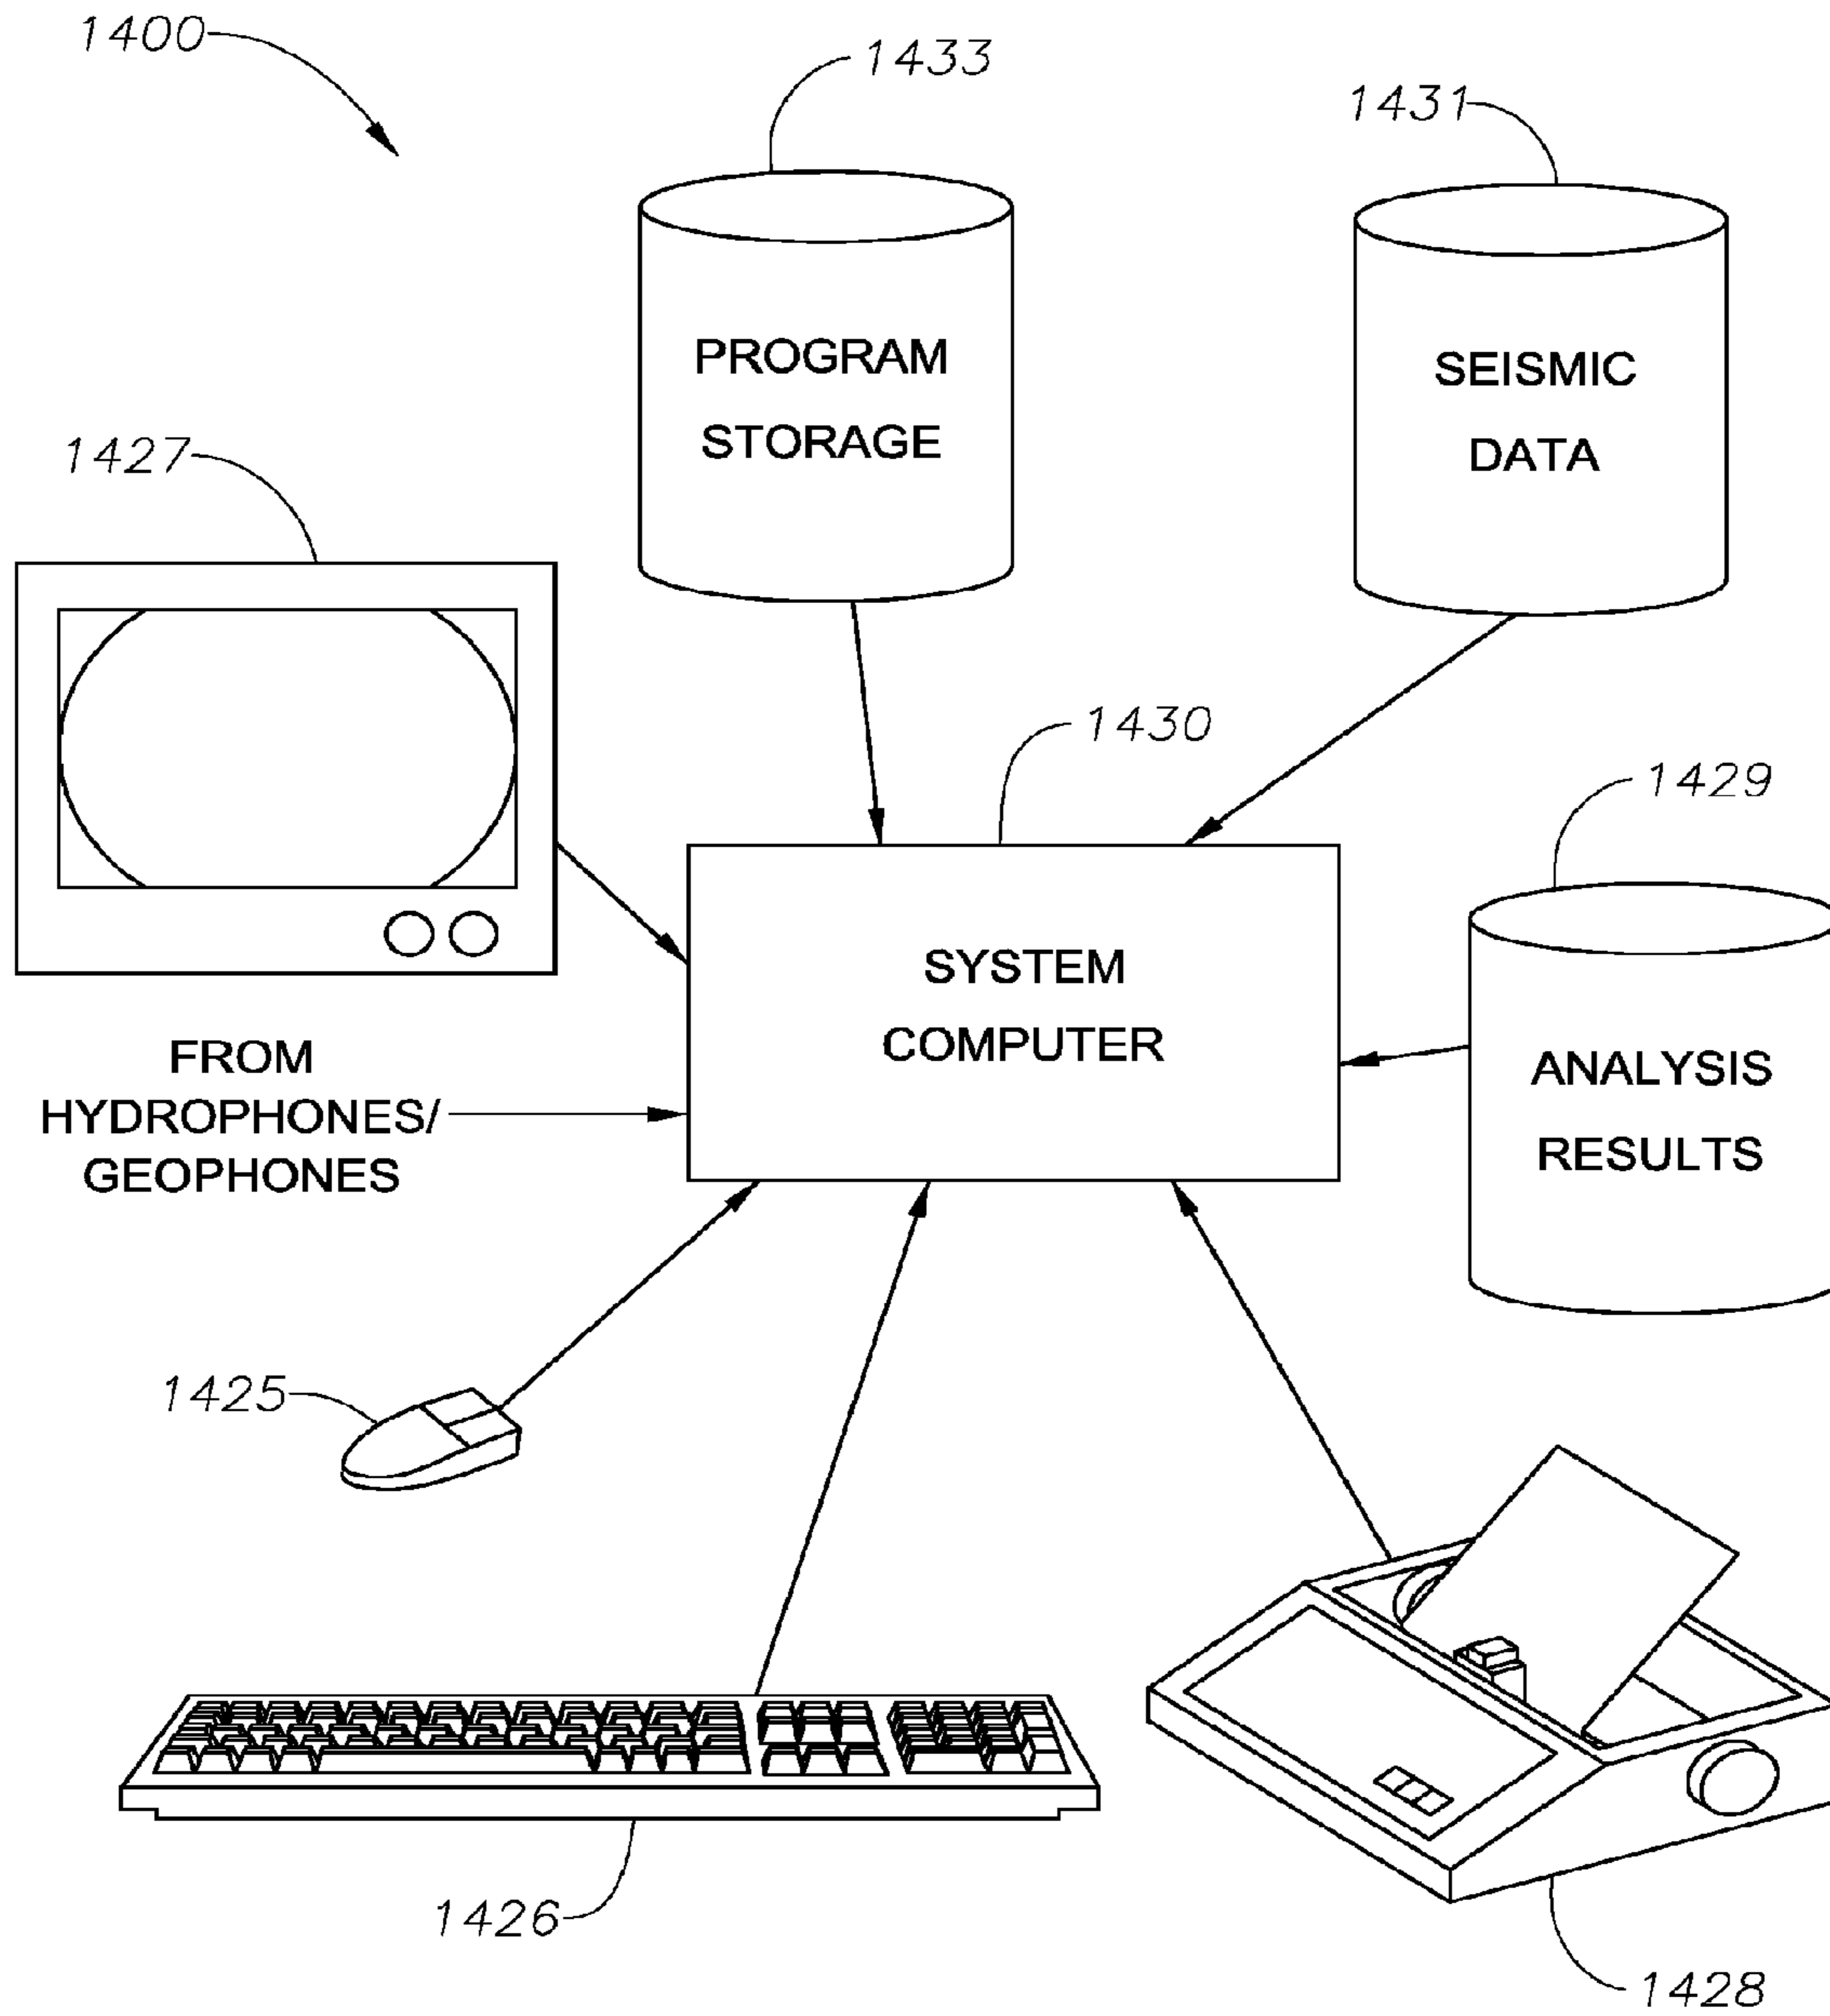 1400
1433
1431
PROGRAM
STORAGE
SEISMIC
DATA
1427
1430
1429
SYSTEM
COMPUTER
FROM
HYDROPHONES/
GEOPHONES
ANALYSIS
RESULTS
1425
1426
1428